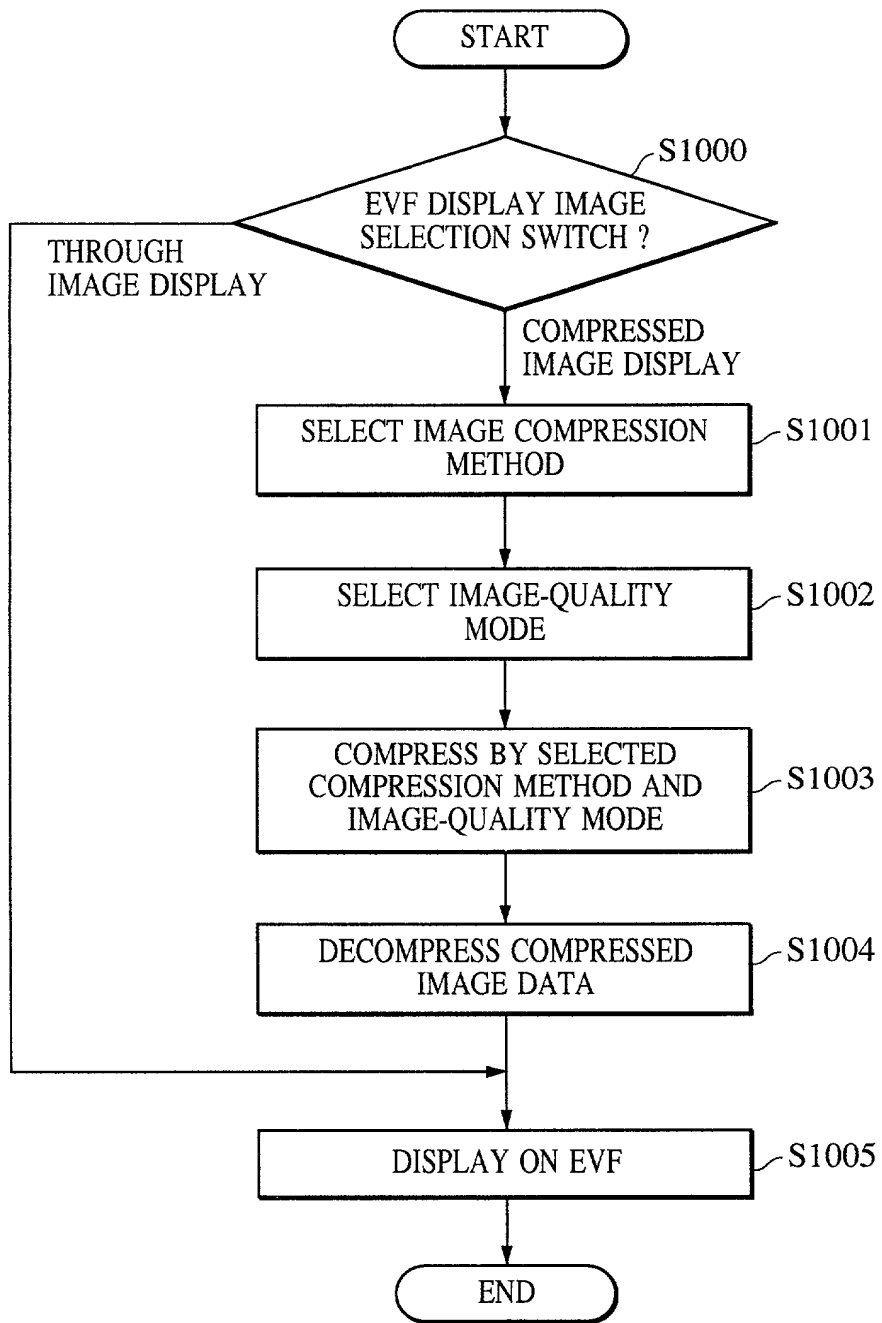 START
S1000
EVF DISPLAY IMAGE
SELECTION SWITCH ?
THROUGH
IMAGE DISPLAY
COMPRESSED
IMAGE DISPLAY
SELECT IMAGE COMPRESSION
METHOD
S1001
SELECT IMAGE-QUALITY
MODE
S1002
COMPRESS BY SELECTED
COMPRESSION METHOD AND
IMAGE-QUALITY MODE
S1003
DECOMPRESS COMPRESSED
IMAGE DATA
S1004
DISPLAY ON EVF
S1005
END